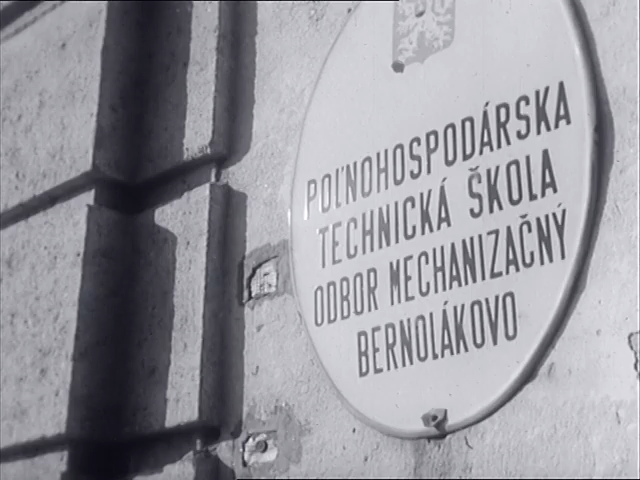 POĽNOHOSPODÁRSKA
TECHNICKÁ ŠKOLA
ODBOR MECHANIZAČNÝ
BERNOLÁKOVO